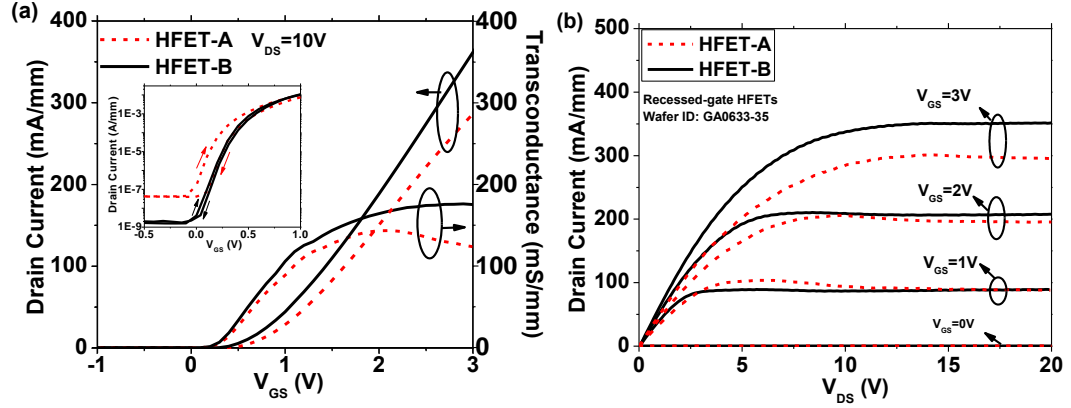 (a)
HFET-A V_DS=10V
HFET-B
Drain Current (mA/mm)
400
300
200
100
0
Transconductance (mS/mm)
400
300
200
100
0
-1 0 1 2 3
V_GS (V)
Drain Current (A/mm)
1E-3
1E-5
1E-7
1E-9
-0.5 0.0 0.5 1.0
V_GS (V)
(b)
HFET-A
HFET-B
Recessed-gate HFETs
Wafer ID: GA0633-35
V_GS=3V
V_GS=2V
V_GS=1V
V_GS=0V
Drain Current (mA/mm)
500
400
300
200
100
0
0 5 10 15 20
V_DS (V)